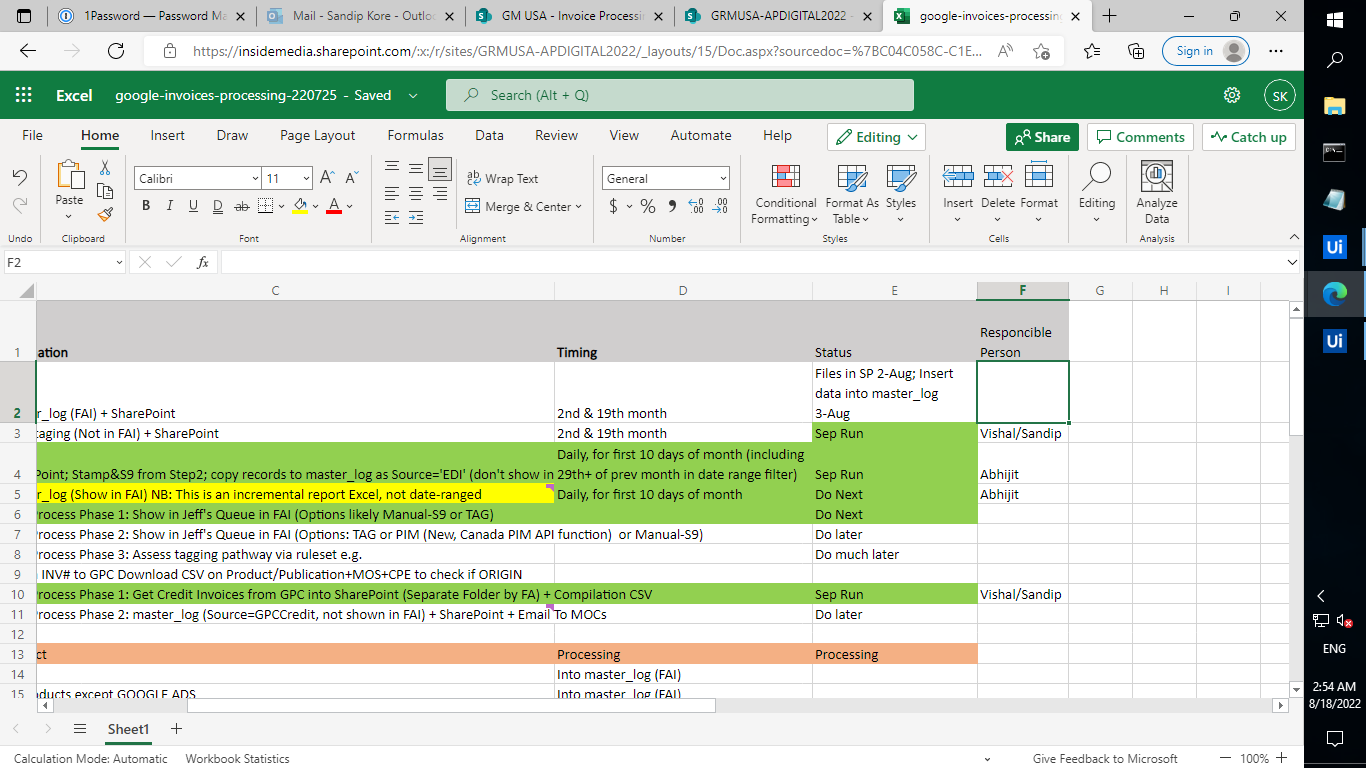 1Password — Password Ma
Mail - Sandip Kore - Outlo
GM USA - Invoice Processi
GRMUSA-APDIGITAL2022 -
google-invoices-processin
https://insidemedia.sharepoint.com/:x:/r/sites/GRMUSA-APDIGITAL2022/_layouts/15/Doc.aspx?sourcedoc=%7BC04C058C-C1E...
Sign in
Excel
google-invoices-processing-220725 - Saved
Search (Alt + Q)
SK
File Home Insert Draw Page Layout Formulas Data Review View Automate Help
Editing
Share
Comments
Catch up
Paste
Calibri
11
B I U D ab
Wrap Text
Merge & Center
General
$ % 9
Conditional Formatting
Format As Table
Styles
Insert Delete Format
Editing
Analyze Data
Undo Clipboard Font Alignment Number Styles Cells Analysis
F2
fx
C D E F G H I
1 ation Timing Status Responcible Person
2 r_log (FAI) + SharePoint 2nd & 19th month Files in SP 2-Aug; Insert data into master_log 3-Aug
3 taging (Not in FAI) + SharePoint 2nd & 19th month Sep Run Vishal/Sandip
4 Point; Stamp&S9 from Step2; copy records to master_log as Source='EDI' (don't show in Daily, for first 10 days of month (including 29th+ of prev month in date range filter) Sep Run Abhijit
5 r_log (Show in FAI) NB: This is an incremental report Excel, not date-ranged Daily, for first 10 days of month Do Next Abhijit
6 rocess Phase 1: Show in Jeff's Queue in FAI (Options likely Manual-S9 or TAG) Do Next
7 rocess Phase 2: Show in Jeff's Queue in FAI (Options: TAG or PIM (New, Canada PIM API function) or Manual-S9) Do later
8 rocess Phase 3: Assess tagging pathway via ruleset e.g. Do much later
9 INV# to GPC Download CSV on Product/Publication+MOS+CPE to check if ORIGIN
10 rocess Phase 1: Get Credit Invoices from GPC into SharePoint (Separate Folder by FA) + Compilation CSV Sep Run Vishal/Sandip
11 rocess Phase 2: master_log (Source=GPCCredit, not shown in FAI) + SharePoint + Email To MOCs Do later
12
13 ct Processing Processing
14 Into master_log (FAI)
15 ducts except GOOGLE ADS Into master_log (FAI)
Sheet1
Calculation Mode: Automatic Workbook Statistics
Give Feedback to Microsoft
100%
Ui
Ui
ENG
2:54 AM
8/18/2022